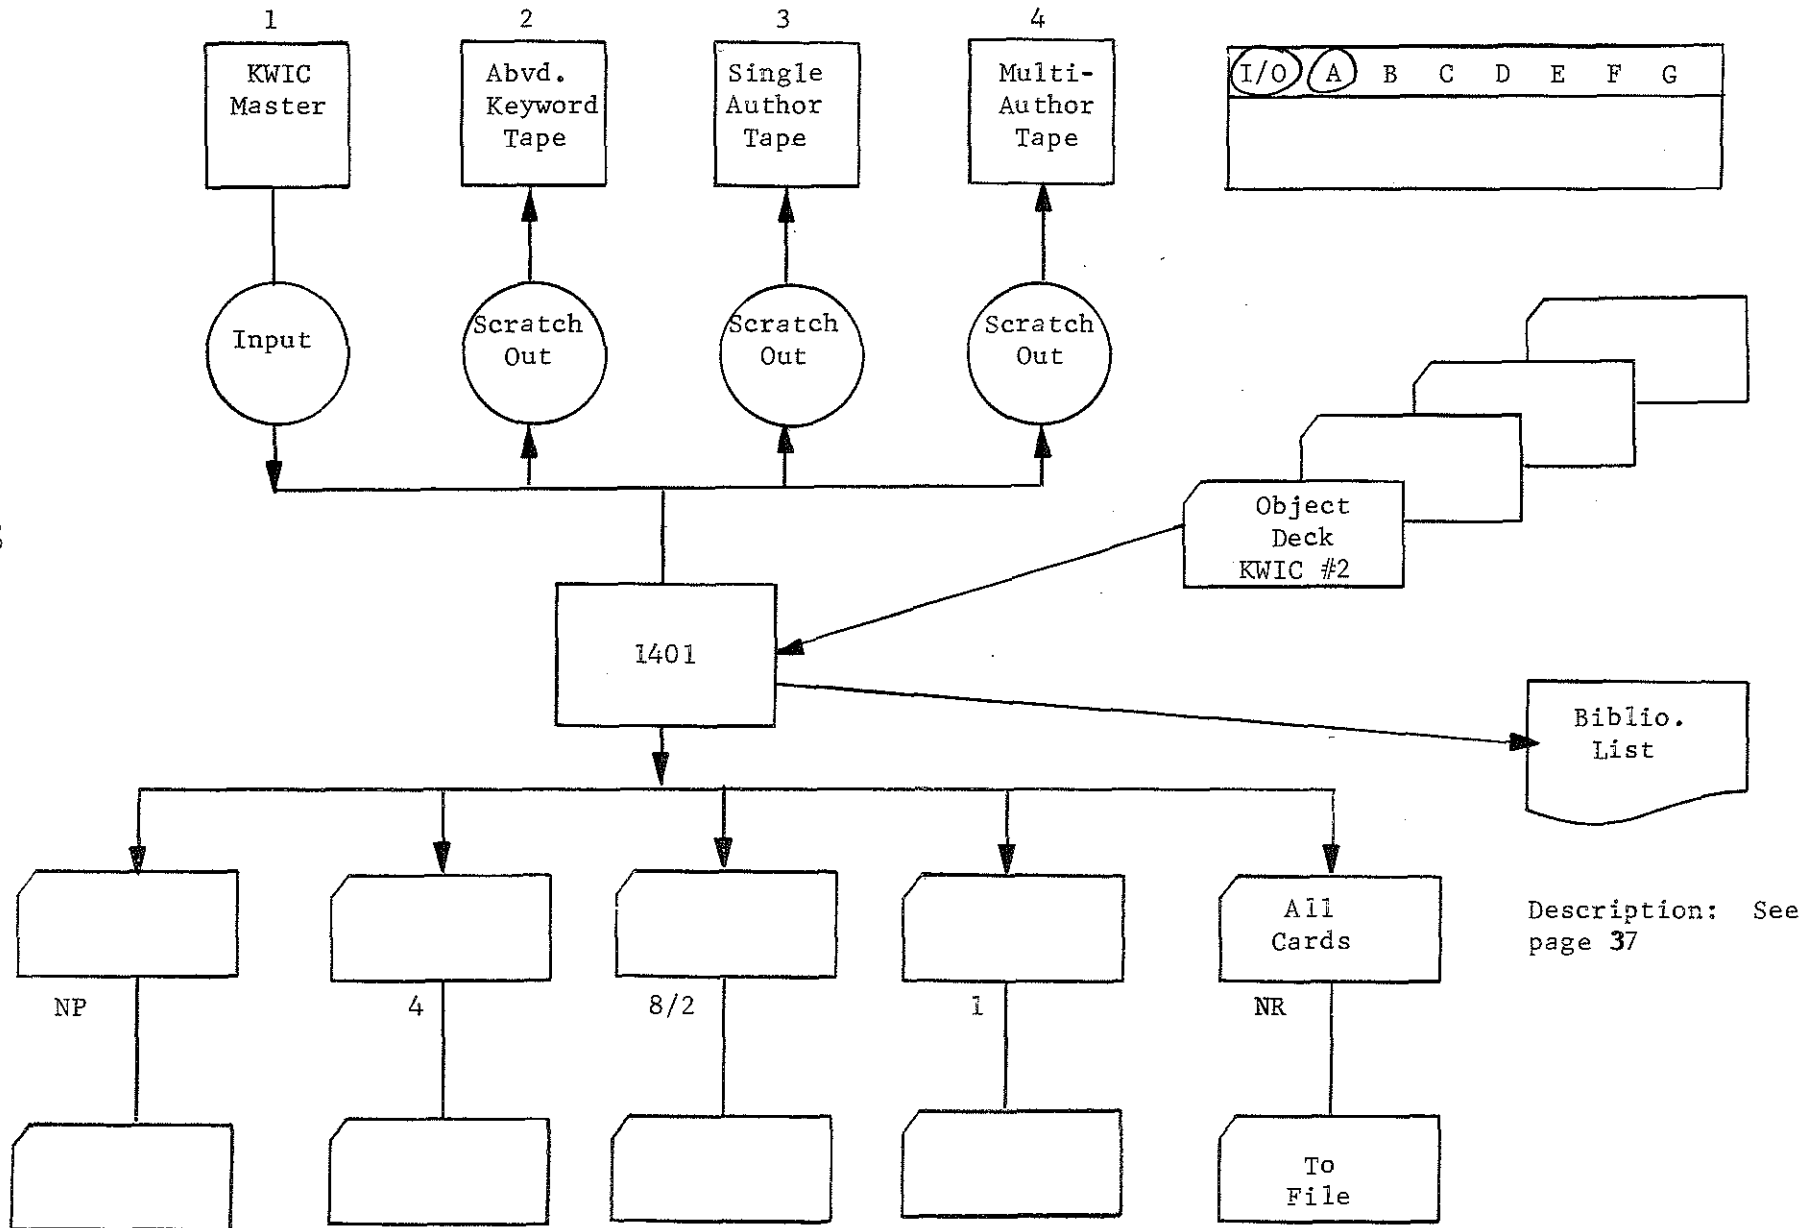 1
2
3
4
KWIC
Master
Abvd.
Keyword
Tape
Single
Author
Tape
Multi-
Author
Tape
I/O A B C D E F G
Input
Scratch
Out
Scratch
Out
Scratch
Out
Object
Deck
KWIC #2
1401
Biblio.
List
All
Cards
Description: See
page 37
NP
4
8/2
1
NR
To
File